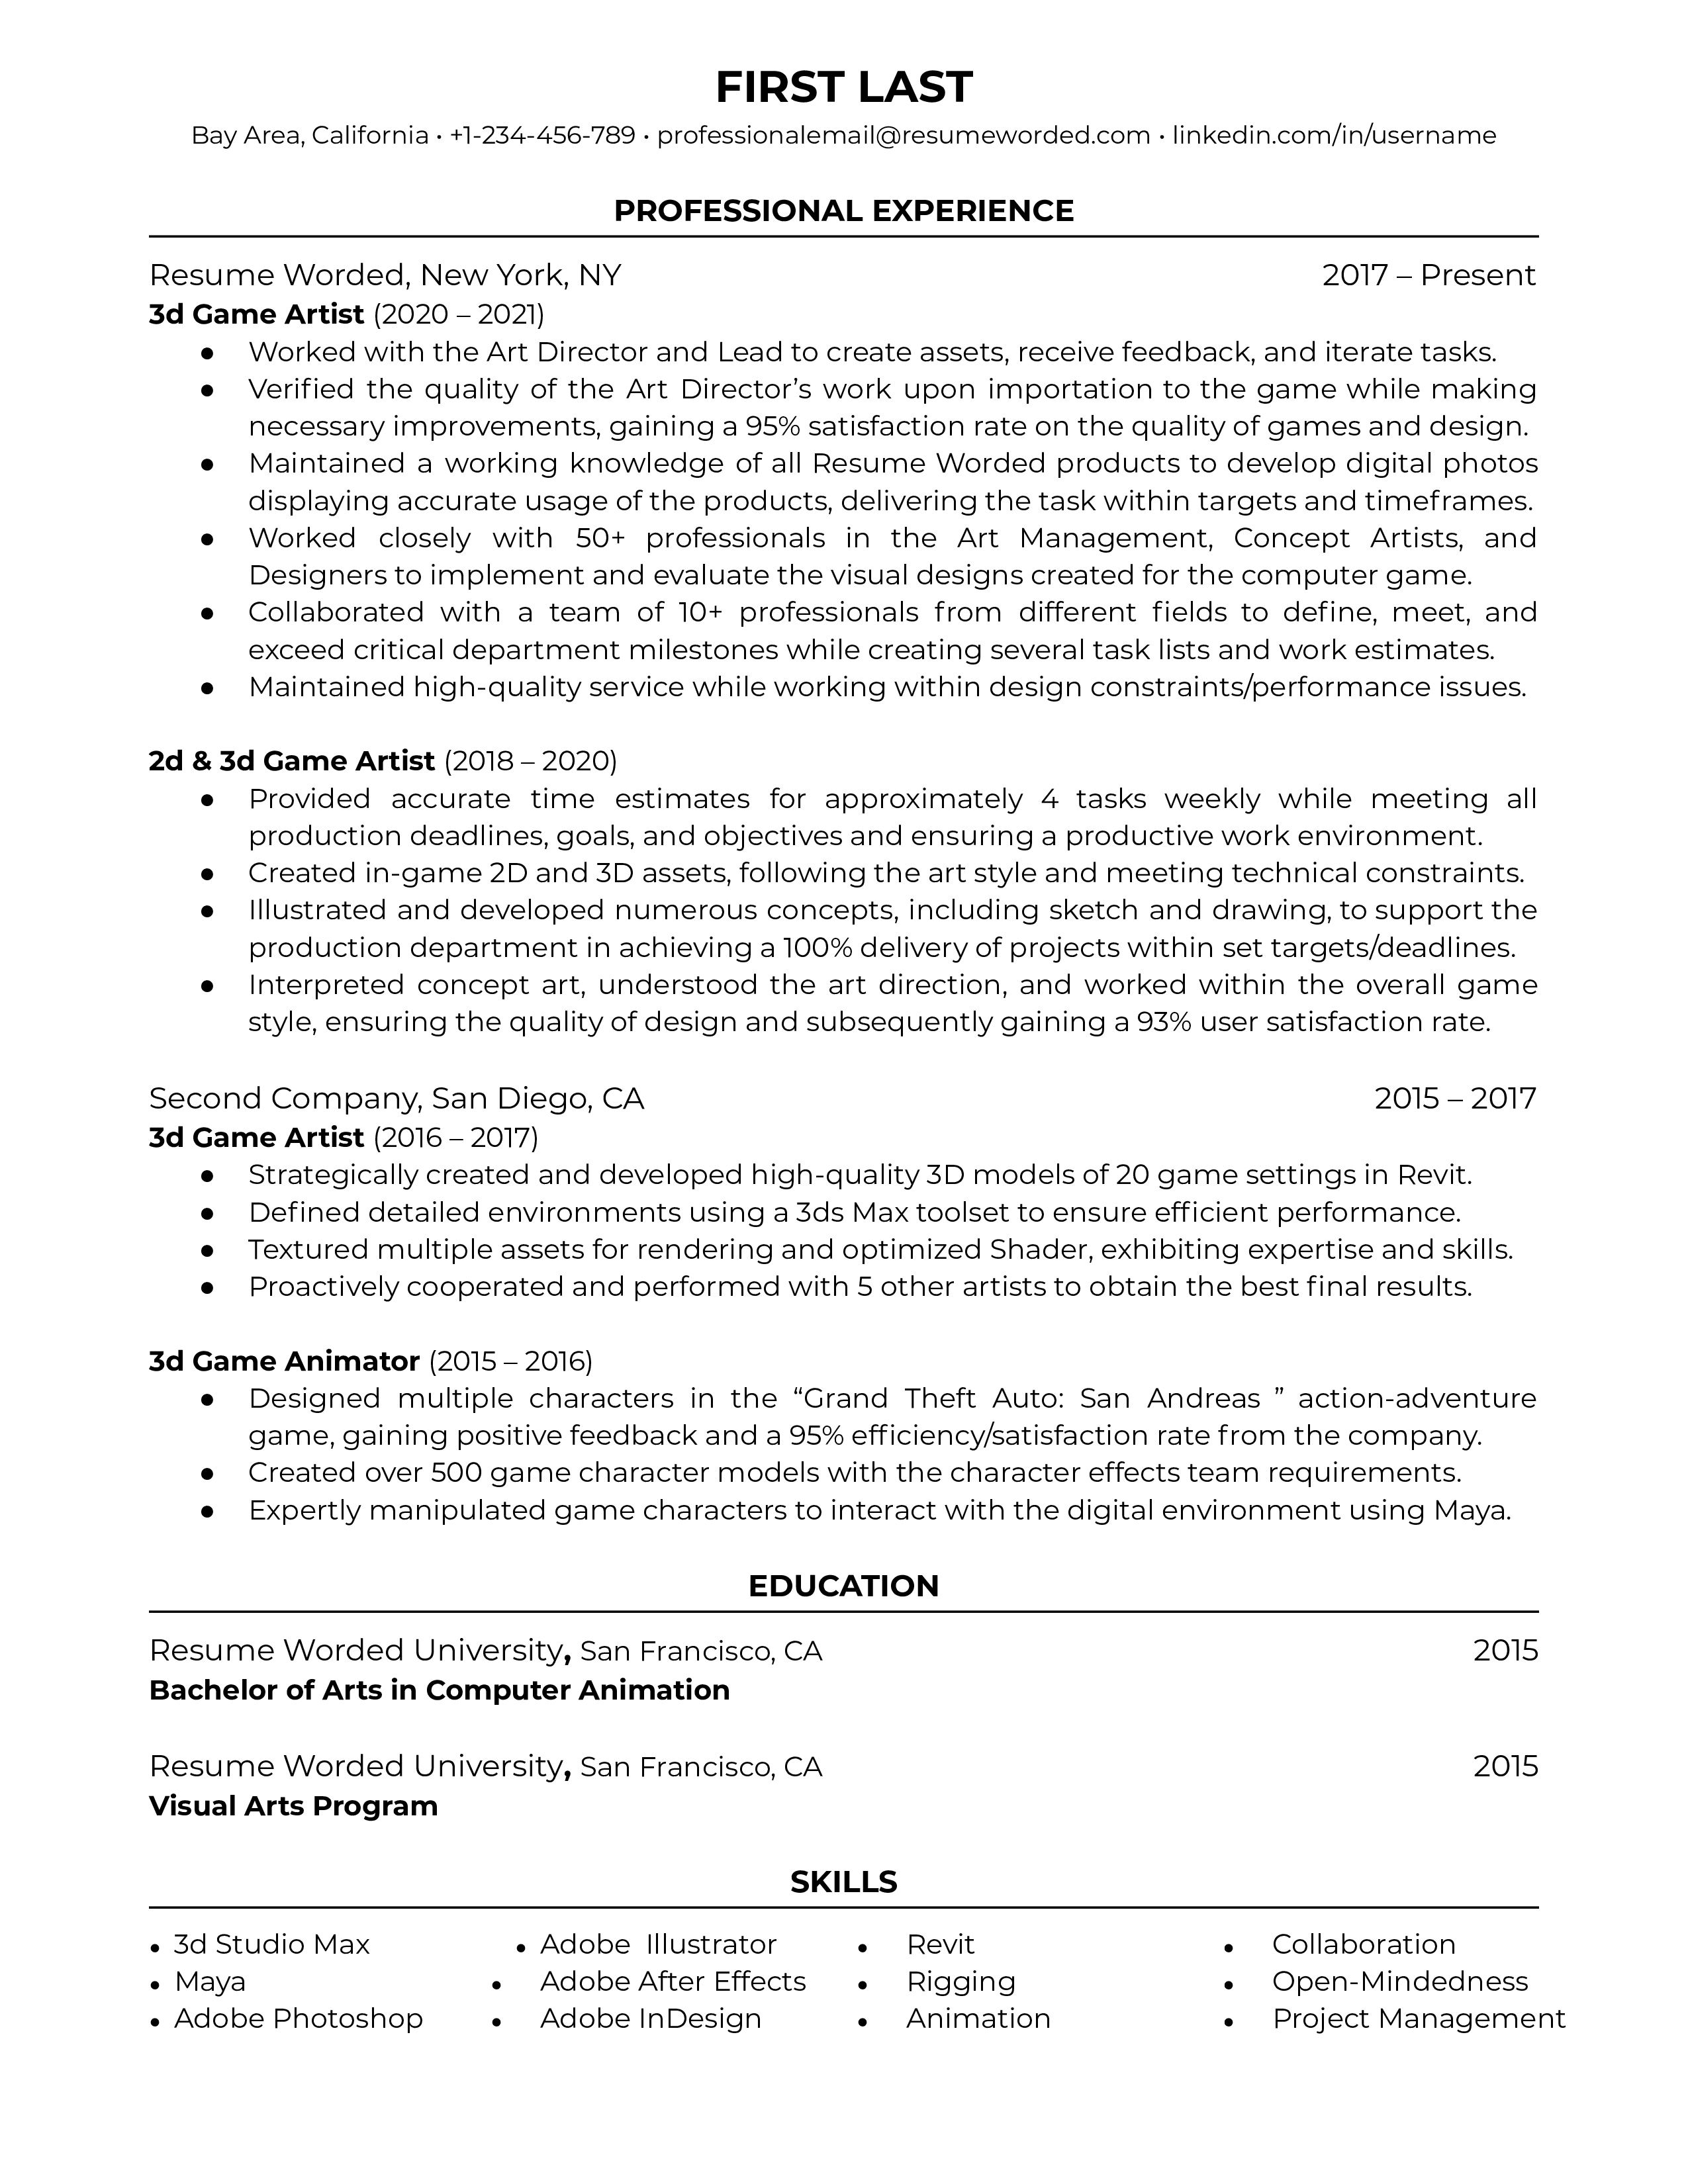 FIRST LAST
Bay Area, California • +1-234-456-789 • professionalemail@resumeworded.com • linkedin.com/in/username
PROFESSIONAL EXPERIENCE
Resume Worded, New York, NY 2017 – Present
3d Game Artist (2020 – 2021)
● Worked with the Art Director and Lead to create assets, receive feedback, and iterate tasks.
● Verified the quality of the Art Director’s work upon importation to the game while making
necessary improvements, gaining a 95% satisfaction rate on the quality of games and design.
● Maintained a working knowledge of all Resume Worded products to develop digital photos
displaying accurate usage of the products, delivering the task within targets and timeframes.
● Worked closely with 50+ professionals in the Art Management, Concept Artists, and
Designers to implement and evaluate the visual designs created for the computer game.
● Collaborated with a team of 10+ professionals from different fields to define, meet, and
exceed critical department milestones while creating several task lists and work estimates.
● Maintained high-quality service while working within design constraints/performance issues.
2d & 3d Game Artist (2018 – 2020)
● Provided accurate time estimates for approximately 4 tasks weekly while meeting all
production deadlines, goals, and objectives and ensuring a productive work environment.
● Created in-game 2D and 3D assets, following the art style and meeting technical constraints.
● Illustrated and developed numerous concepts, including sketch and drawing, to support the
production department in achieving a 100% delivery of projects within set targets/deadlines.
● Interpreted concept art, understood the art direction, and worked within the overall game
style, ensuring the quality of design and subsequently gaining a 93% user satisfaction rate.
Second Company, San Diego, CA 2015 – 2017
3d Game Artist (2016 – 2017)
● Strategically created and developed high-quality 3D models of 20 game settings in Revit.
● Defined detailed environments using a 3ds Max toolset to ensure efficient performance.
● Textured multiple assets for rendering and optimized Shader, exhibiting expertise and skills.
● Proactively cooperated and performed with 5 other artists to obtain the best final results.
3d Game Animator (2015 – 2016)
● Designed multiple characters in the “Grand Theft Auto: San Andreas ” action-adventure
game, gaining positive feedback and a 95% efficiency/satisfaction rate from the company.
● Created over 500 game character models with the character effects team requirements.
● Expertly manipulated game characters to interact with the digital environment using Maya.
EDUCATION
Resume Worded University, San Francisco, CA 2015
Bachelor of Arts in Computer Animation
Resume Worded University, San Francisco, CA 2015
Visual Arts Program
SKILLS
● 3d Studio Max ● Adobe Illustrator ● Revit ● Collaboration
● Maya ● Adobe After Effects ● Rigging ● Open-Mindedness
● Adobe Photoshop ● Adobe InDesign ● Animation ● Project Management